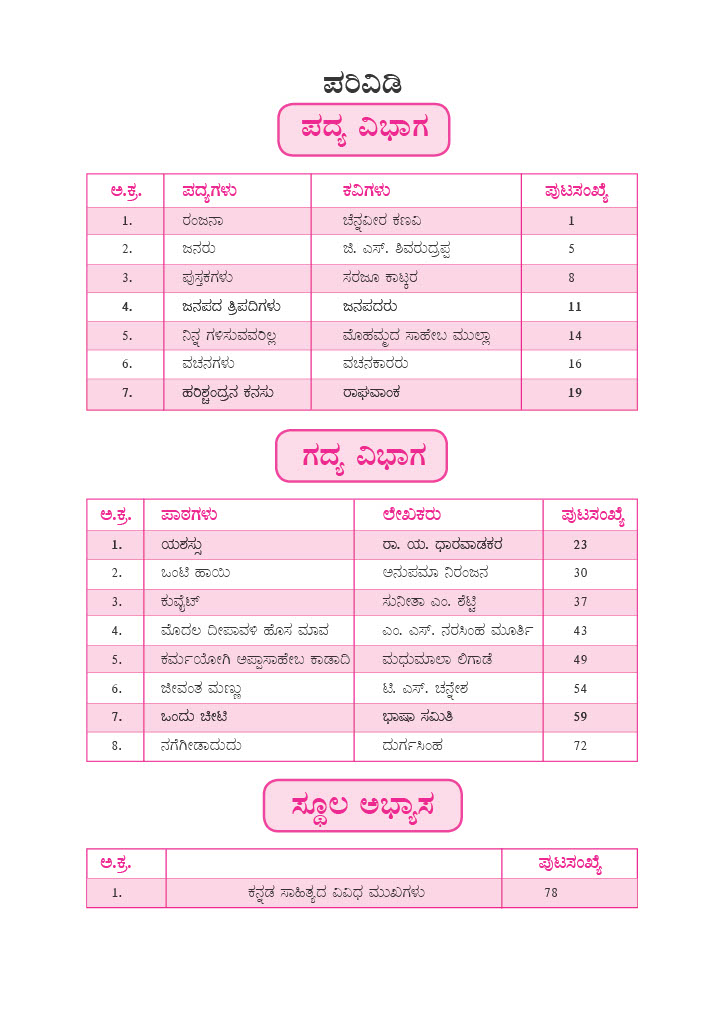 ಪರಿವಿಡಿ
ಪದ್ಯ ವಿಭಾಗ
ಅ.ಕ್ರ. ಪದ್ಯಗಳು ಕವಿಗಳು ಪುಟಸಂಖ್ಯೆ
1. ರಂಜನಾ ಚೆನ್ನವೀರ ಕಣವಿ 1
2. ಜನರು ಜಿ. ಎಸ್. ಶಿವರುದ್ರಪ್ಪ 5
3. ಪುಸ್ತಕಗಳು ಸರಜೂ ಕಾಟ್ಕರ 8
4. ಜನಪದ ತ್ರಿಪದಿಗಳು ಜನಪದರು 11
5. ನಿನ್ನ ಗಳಿಸುವವರಿಲ್ಲ ಮೊಹಮ್ಮದ ಸಾಹೇಬ ಮುಲ್ಲಾ 14
6. ವಚನಗಳು ವಚನಕಾರರು 16
7. ಹರಿಶ್ಚಂದ್ರನ ಕನಸು ರಾಘವಾಂಕ 19
ಗದ್ಯ ವಿಭಾಗ
ಅ.ಕ್ರ. ಪಾಠಗಳು ಲೇಖಕರು ಪುಟಸಂಖ್ಯೆ
1. ಯಶಸ್ಸು ರಾ. ಯ. ಧಾರವಾಡಕರ 23
2. ಒಂಟಿ ಹಾಯಿ ಅನುಪಮಾ ನಿರಂಜನ 30
3. ಕುವೈಟ್ ಸುನೀತಾ ಎಂ. ಶೆಟ್ಟಿ 37
4. ಮೊದಲ ದೀಪಾವಳಿ ಹೊಸ ಮಾವ ಎಂ. ಎಸ್. ನರಸಿಂಹ ಮೂರ್ತಿ 43
5. ಕರ್ಮಯೋಗಿ ಅಪ್ಪಾಸಾಹೇಬ ಕಾಡಾದಿ ಮಧುಮಾಲಾ ಲಿಗಾಡೆ 49
6. ಜೀವಂತ ಮಣ್ಣು ಟಿ. ಎಸ್. ಚನ್ನೇಶ 54
7. ಒಂದು ಚೀಟಿ ಭಾಷಾ ಸಮಿತಿ 59
8. ನಗೆಗೀಡಾದುದು ದುರ್ಗಸಿಂಹ 72
ಸ್ಥೂಲ ಅಭ್ಯಾಸ
ಅ.ಕ್ರ. ಪುಟಸಂಖ್ಯೆ
1. ಕನ್ನಡ ಸಾಹಿತ್ಯದ ವಿವಿಧ ಮುಖಗಳು 78